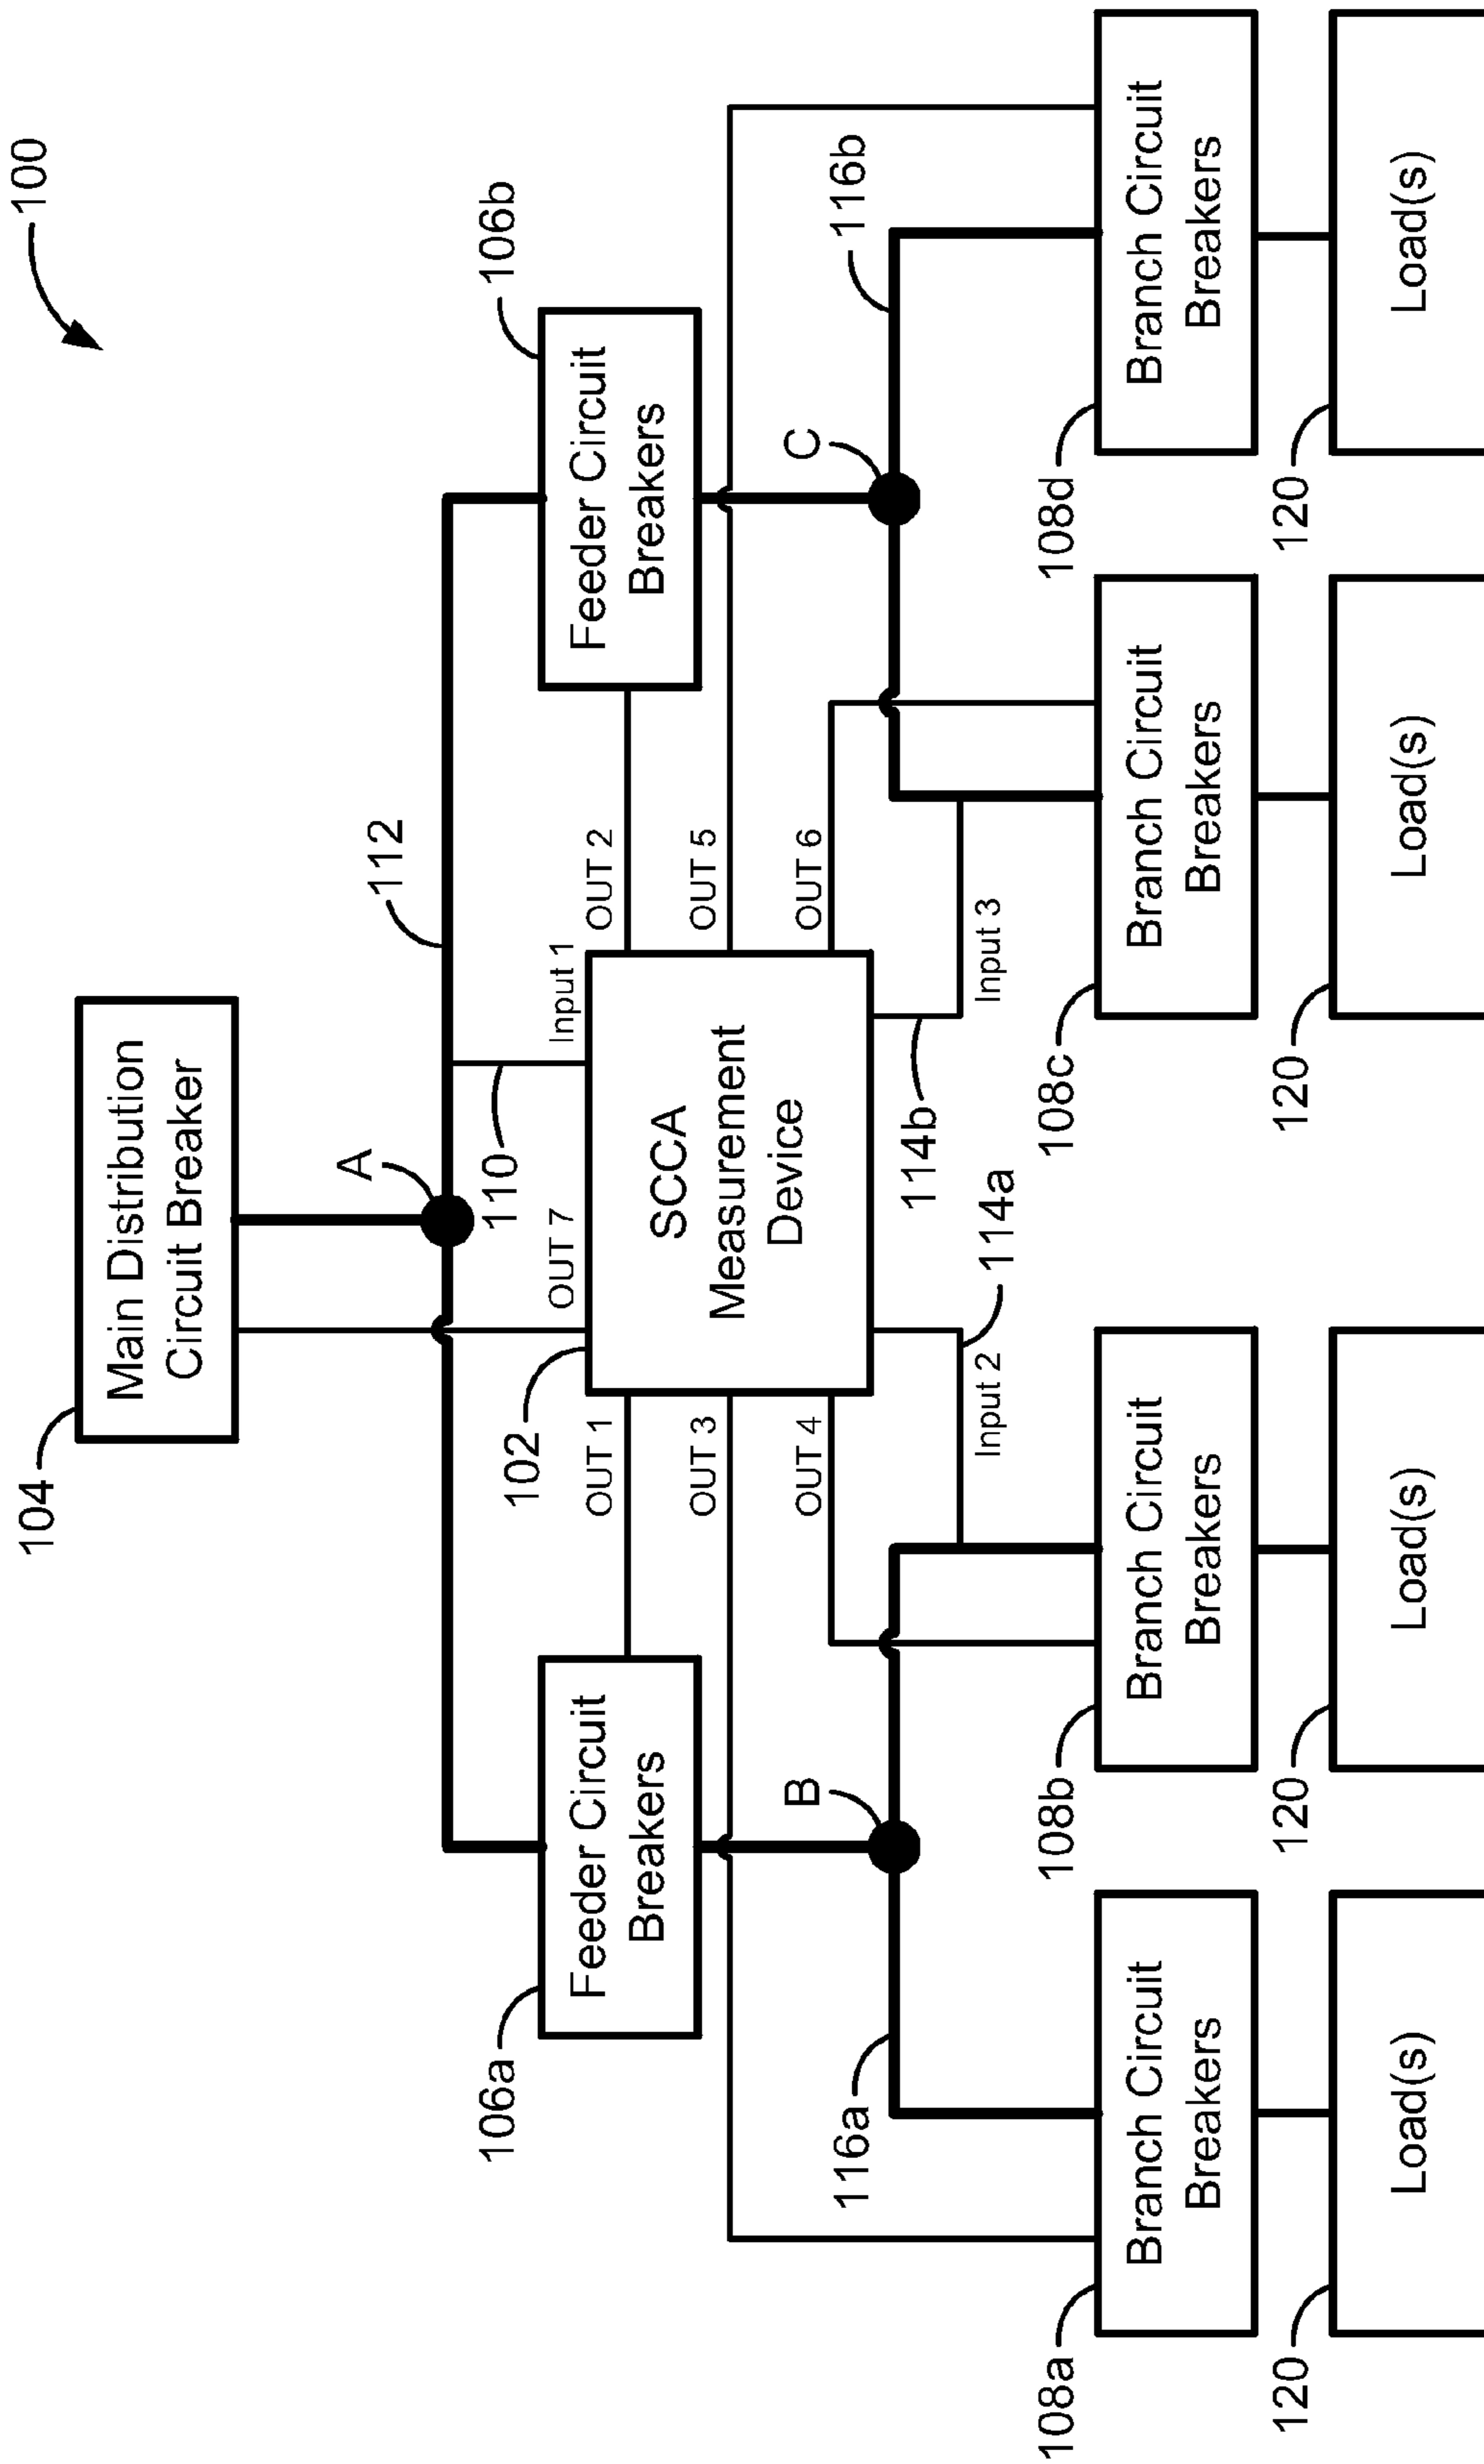 100
104
Main Distribution
Circuit Breaker
A
112
106a
Feeder Circuit
Breakers
106b
Feeder Circuit
Breakers
110
102
OUT 7
Input 1
OUT 1
OUT 2
OUT 3
OUT 5
OUT 4
OUT 6
SCCA
Measurement
Device
B
C
116a
116b
114a
114b
Input 2
Input 3
108a
Branch Circuit
Breakers
108b
Branch Circuit
Breakers
108c
Branch Circuit
Breakers
108d
Branch Circuit
Breakers
120
Load(s)
120
Load(s)
120
Load(s)
120
Load(s)